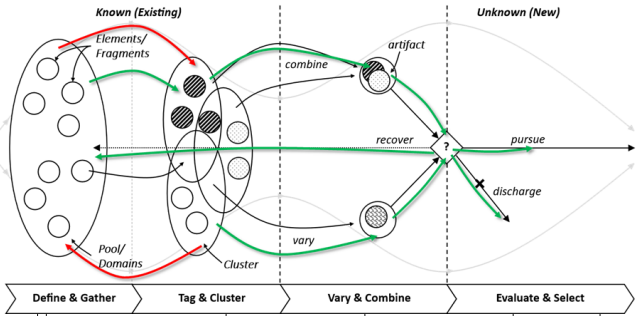 Known (Existing)
Unknown (New)
Elements/
Fragments
artifact
combine
recover
?
pursue
discharge
vary
Pool/
Domains
Cluster
Define & Gather
Tag & Cluster
Vary & Combine
Evaluate & Select